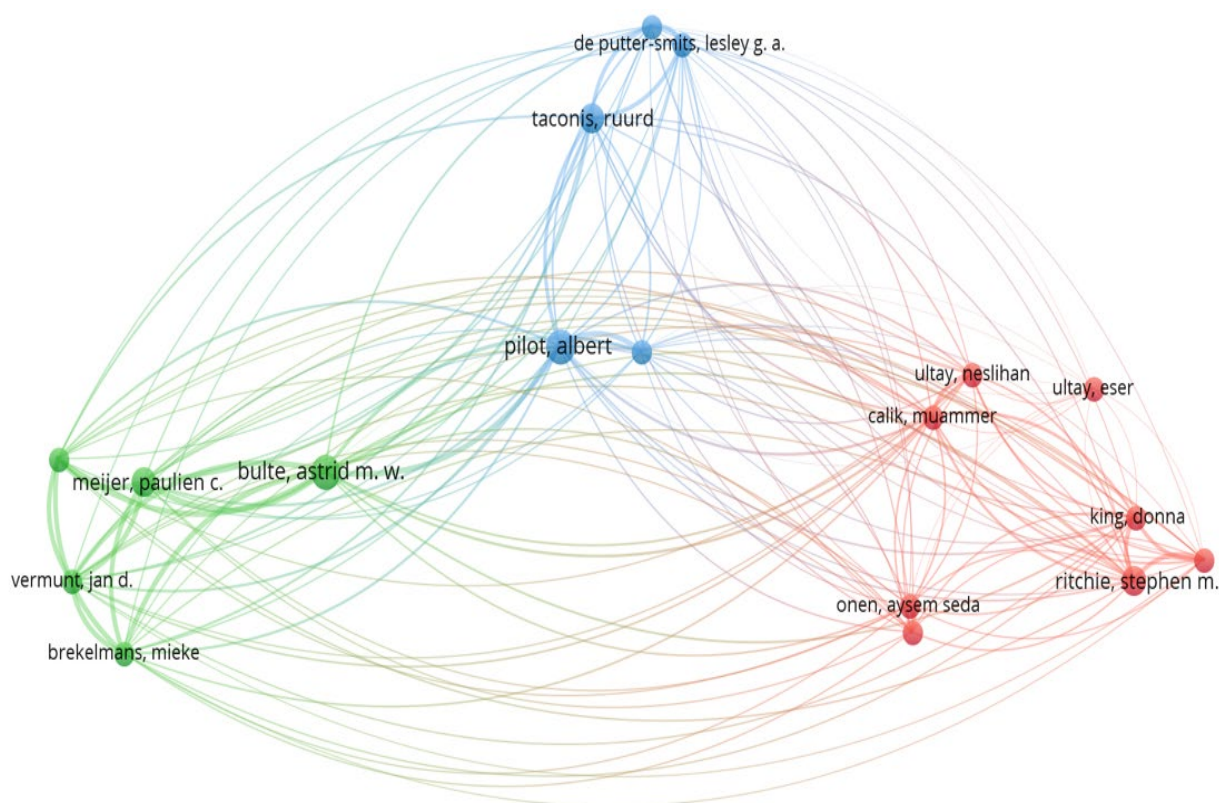 de putter-smits, lesley g. a.
taconis, ruurd
pilot, albert
ultay, neslihan
ultay, eser
calik, muammer
bulte, astrid m. w.
meijer, paulien c.
king, donna
vermunt, jan d.
ritchie, stephen m.
onen, aysem seda
brekelmans, mieke